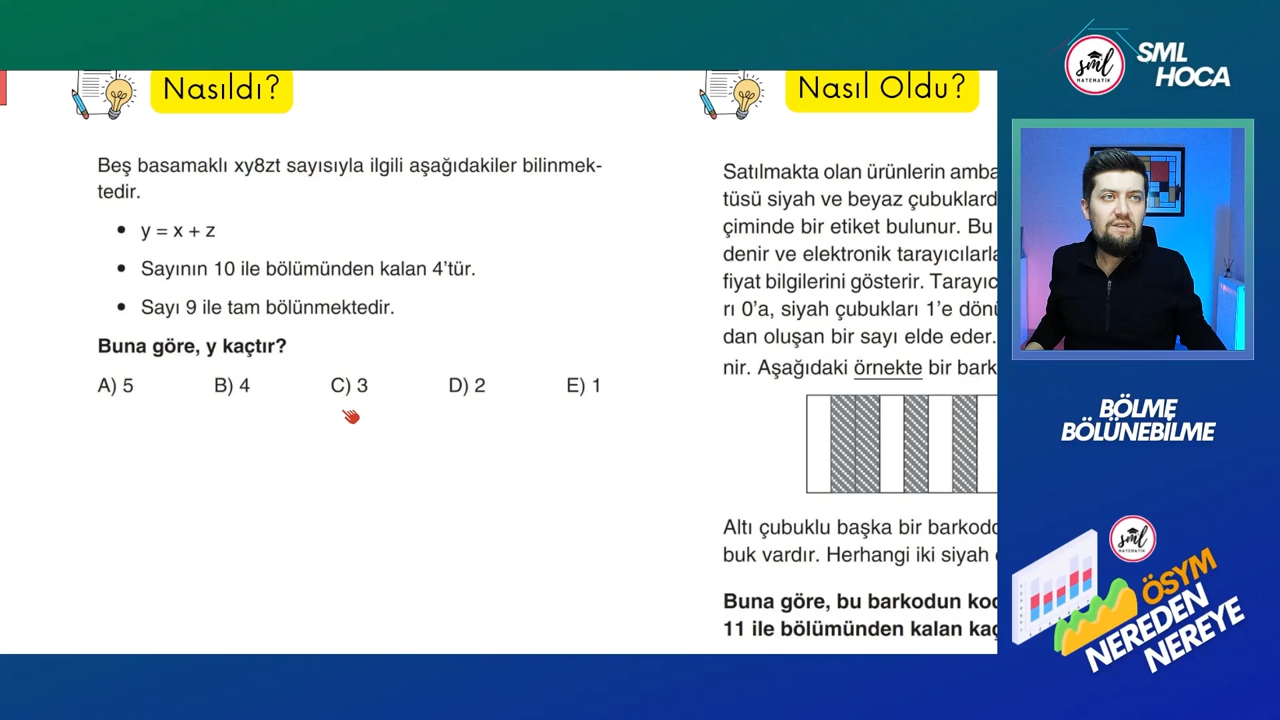 Nasıldı?
Beş basamaklı xy8zt sayısıyla ilgili aşağıdakiler bilinmek-
tedir.
• y = x + z
• Sayının 10 ile bölümünden kalan 4'tür.
• Sayı 9 ile tam bölünmektedir.
Buna göre, y kaçtır?
A) 5 B) 4 C) 3 D) 2 E) 1
Nasıl Oldu?
Satılmakta olan ürünlerin amba
tüsü siyah ve beyaz çubuklard
çiminde bir etiket bulunur. Bu
denir ve elektronik tarayıcılarla
fiyat bilgilerini gösterir. Tarayıc
rı 0'a, siyah çubukları 1'e dönü
dan oluşan bir sayı elde eder.
nir. Aşağıdaki örnekte bir bark
Altı çubuklu başka bir barkod
buk vardır. Herhangi iki siyah
Buna göre, bu barkodun kod
11 ile bölümünden kalan kaç
sml
MATEMATİK
SML
HOCA
BÖLME
BÖLÜNEBİLME
sml
MATEMATİK
ÖSYM
NEREDEN
NEREYE